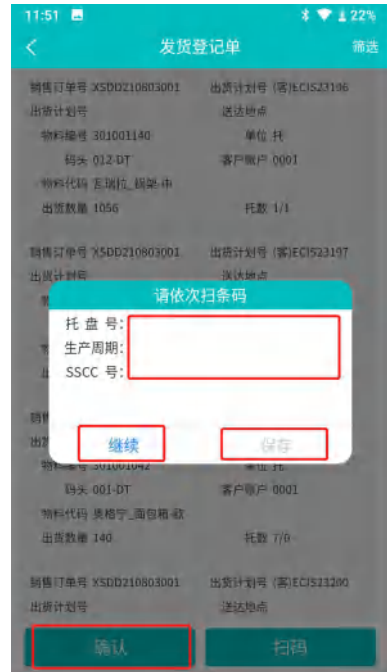 11:51 22%
< 发货登记单 筛选
销售订单号 XSDD210803001 出货计划号 (客)ECIS23196
出货计划号 送达地点
物料编号 301001140 单位 托
码头 012-DT 客户账户 0001
物料代码
出货数量 1056 托数 1/1
销售订单号 XSDD210803001 出货计划号 (客)ECIS23197
出货计划号 送达地点
请依次扫条码
托 盘 号:
生产周期:
SSCC 号:
继续 保存
物料编号 301001042 单位 托
码头 001-DT 客户账户 0001
物料代码 奥格宁_面包箱-欧
出货数量 140 托数 7/0
销售订单号 XSDD210803001 出货计划号 (客)ECIS23200
出货计划号 送达地点
确认 扫码